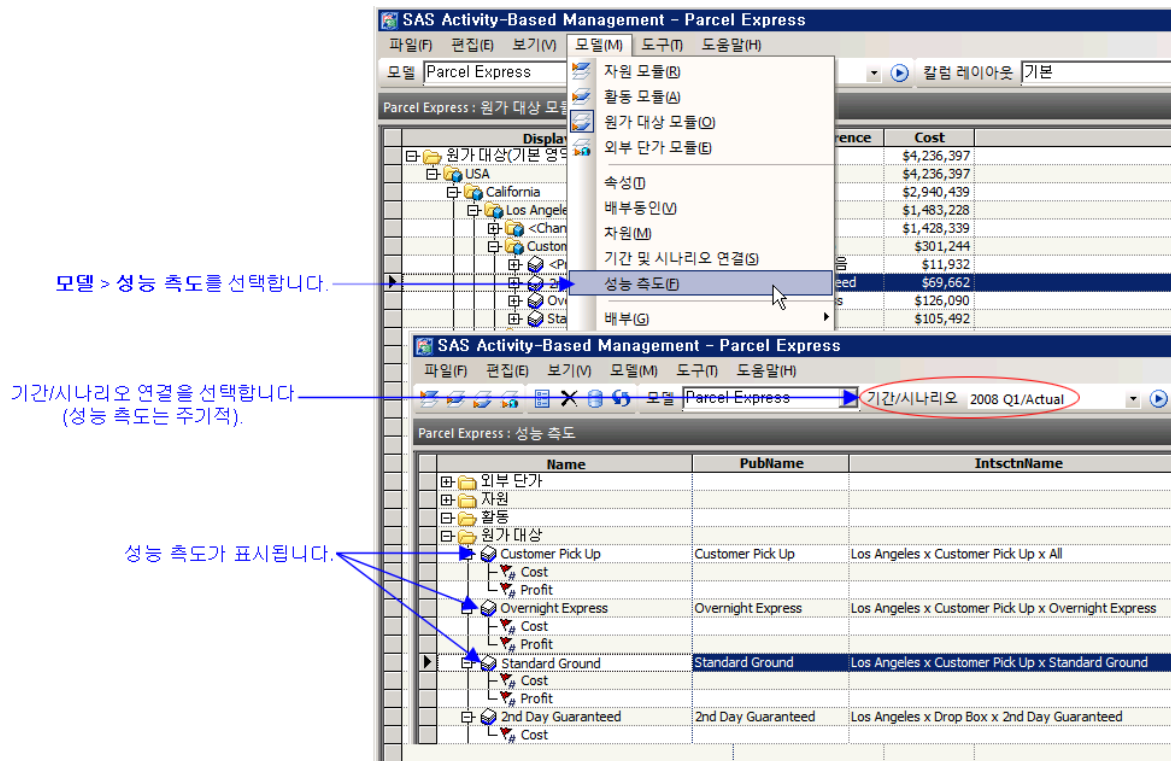 SAS Activity-Based Management - Parcel Express
파일(F) 편집(E) 보기(V) 모델(M) 도구(T) 도움말(H)
모델 Parcel Express 칼럼 레이아웃 기본
Parcel Express : 원가 대상 모듈
자원 모듈(R)
활동 모듈(A)
원가 대상 모듈(O)
외부 단가 모듈(E)
속성(I)
배부동인(V)
차원(M)
기간 및 시나리오 연결(S)
성능 측도(F)
배부(G)
Display rence Cost
원가 대상(기본 영역 $4,236,397
USA $4,236,397
California $2,940,439
Los Angele $1,483,228
<Chan $1,428,339
Custom $301,244
<P 음 $11,932
2n eed $69,662
Ove s $126,090
Sta $105,492
모델 > 성능 측도를 선택합니다.
SAS Activity-Based Management - Parcel Express
파일(F) 편집(E) 보기(V) 모델(M) 도구(T) 도움말(H)
모델 Parcel Express 기간/시나리오 2008 Q1/Actual
기간/시나리오 연결을 선택합니다
(성능 측도는 주기적).
Parcel Express : 성능 측도
Name PubName IntsctnName
외부 단가
자원
활동
원가 대상
성능 측도가 표시됩니다.
Customer Pick Up Customer Pick Up Los Angeles x Customer Pick Up x All
Cost
Profit
Overnight Express Overnight Express Los Angeles x Customer Pick Up x Overnight Express
Cost
Profit
Standard Ground Standard Ground Los Angeles x Customer Pick Up x Standard Ground
Cost
Profit
2nd Day Guaranteed 2nd Day Guaranteed Los Angeles x Drop Box x 2nd Day Guaranteed
Cost